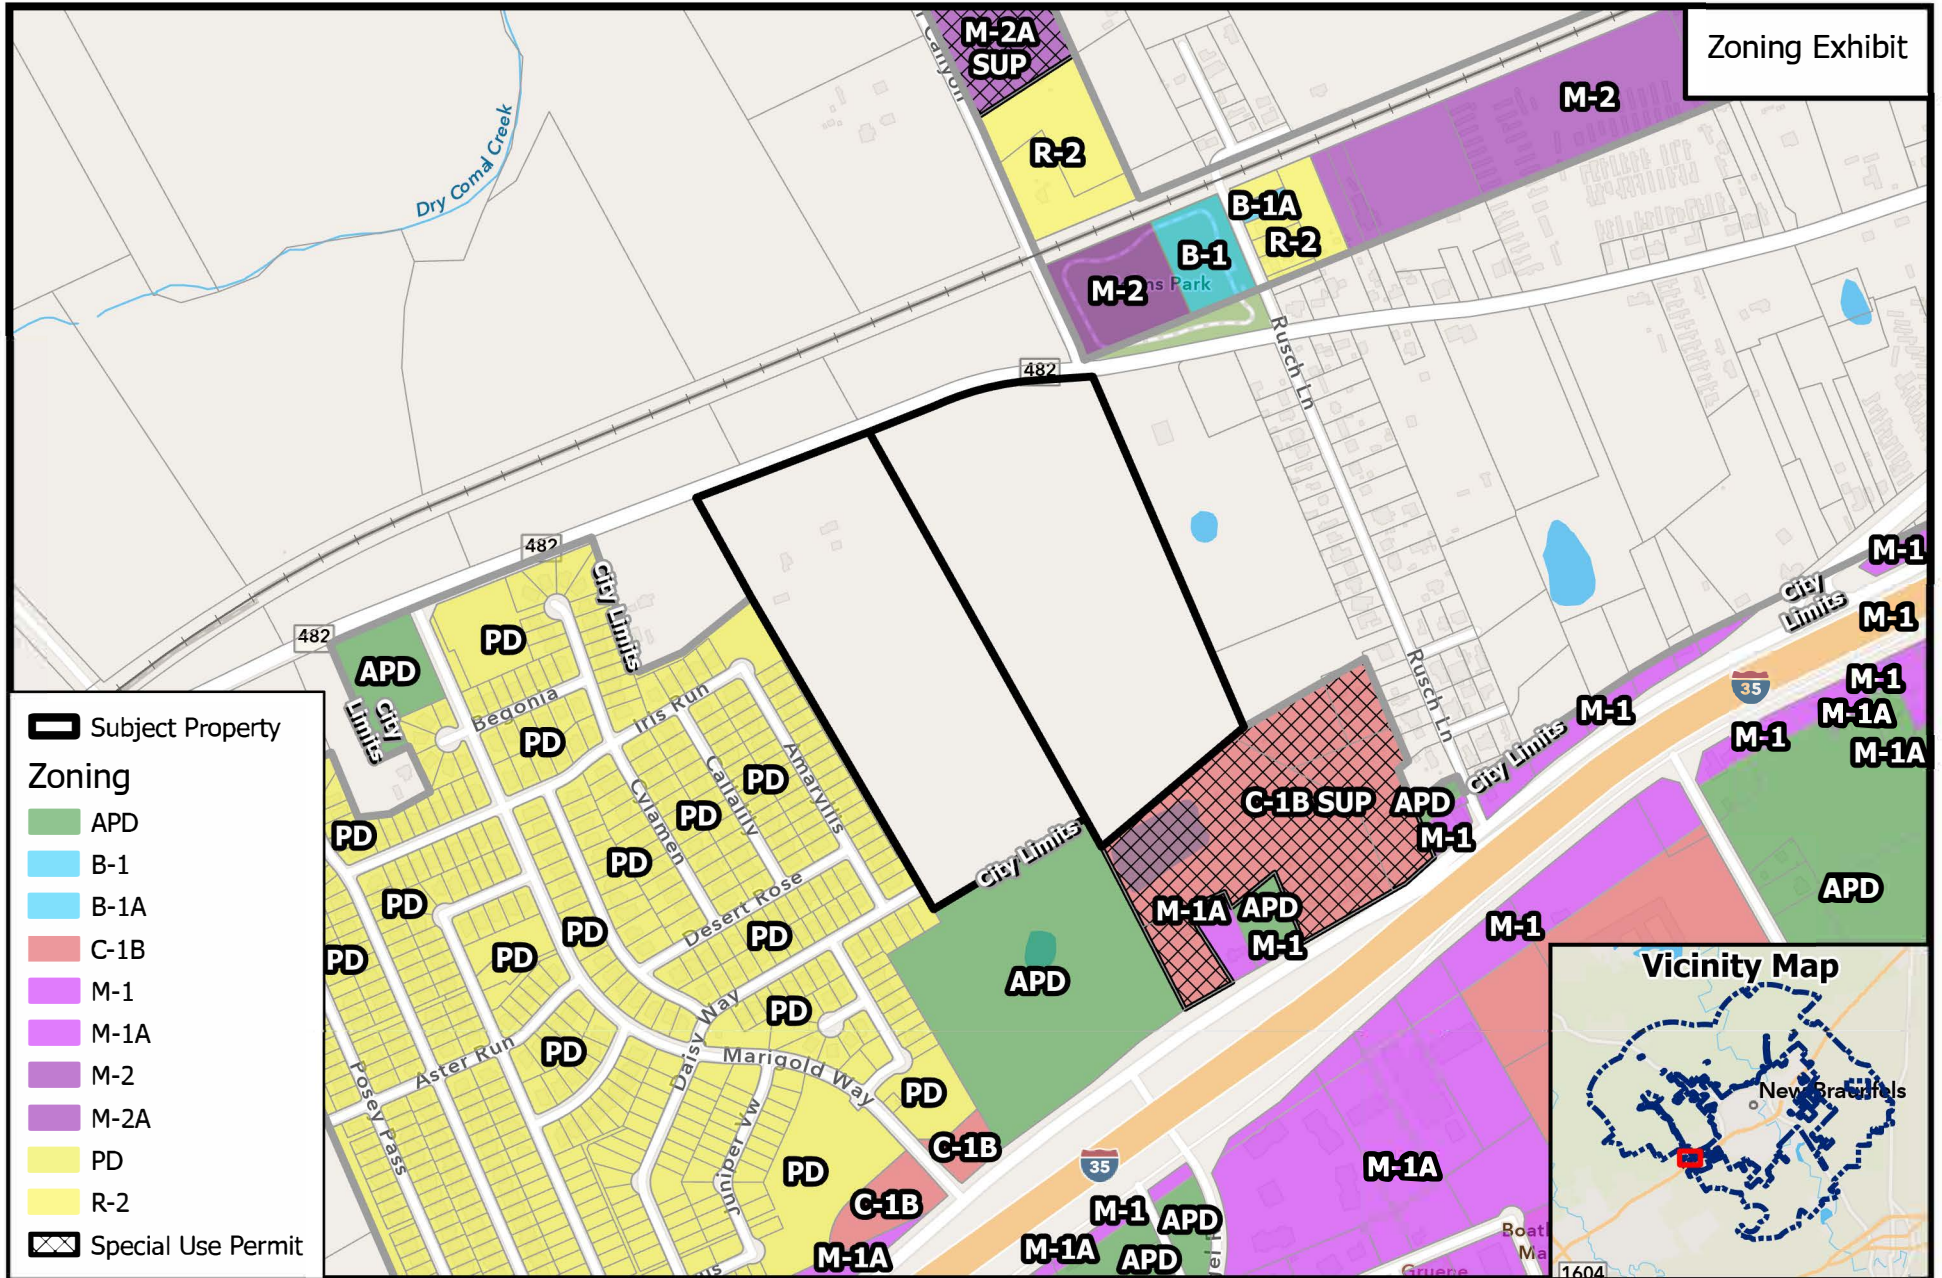 Zoning Exhibit
M-2A
SUP
Canyon
M-2
R-2
Dry Comal Creek
B-1A
R-2
B-1
M-2
ns Park
Rusch Ln
482
482
482
City Limits
M-1
City
Limits
M-1
PD
APD
City
Limits
Begonia
Iris Run
PD
Rusch Ln
35
M-1
M-1A
M-1A
M-1
M-1
City Limits
Amaryllis
PD
Callalily
PD
Cylamen
PD
PD
C-1B SUP
APD
M-1
City Limits
PD
PD
Desert Rose
PD
PD
PD
PD
M-1A
APD
M-1
M-1
APD
APD
PD
Daisy Way
Aster Run
PD
Marigold Way
Posey Pass
PD
Juniper Vw
C-1B
PD
C-1B
M-1A
35
M-1
APD
M-1A
APD
M-1A
Gruene
1604
Subject Property
Zoning
APD
B-1
B-1A
C-1B
M-1
M-1A
M-2
M-2A
PD
R-2
Special Use Permit
Vicinity Map
New Braunfels